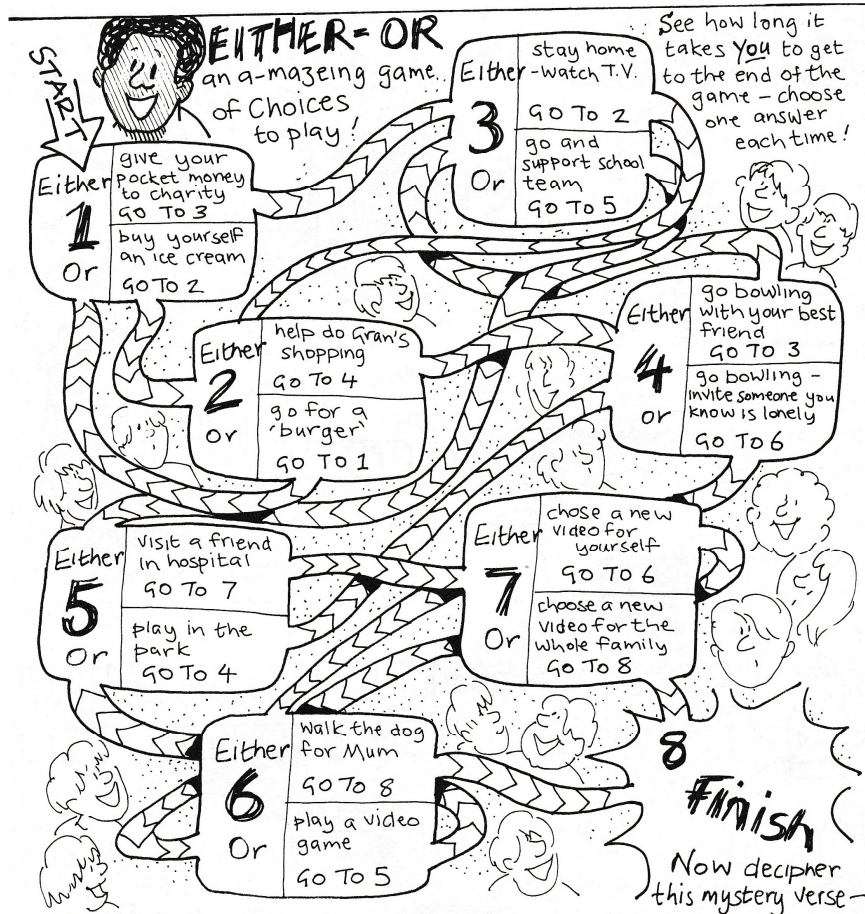 EITHER-OR
an a-mazeing game..
of Choices
to play!
See how long it
takes you to get
to the end of the
game – choose
one answer
each time!
START
Either
1
Or
give your
pocket money
to charity
GO TO 3
buy yourself
an ice cream
GO TO 2
Either
3
Or
stay home
-watch T.V.
GO TO 2
go and
support school
team
GO TO 5
Either
2
or
help do Gran's
shopping
GO TO 4
go for a
'burger'
GO TO 1
Either
4
or
go bowling
with your best
friend
GO TO 3
go bowling –
invite someone you
know is lonely
GO TO 6
Either
5
Or
visit a friend
in hospital
GO TO 7
play in the
park
GO TO 4
Either
7
Or
chose a new
video for
yourself
GO TO 6
choose a new
video for the
whole family
GO TO 8
Either
6
Or
walk the dog
for Mum
GO TO 8
play a video
game
GO TO 5
8
Finish
Now decipher
this mystery verse –